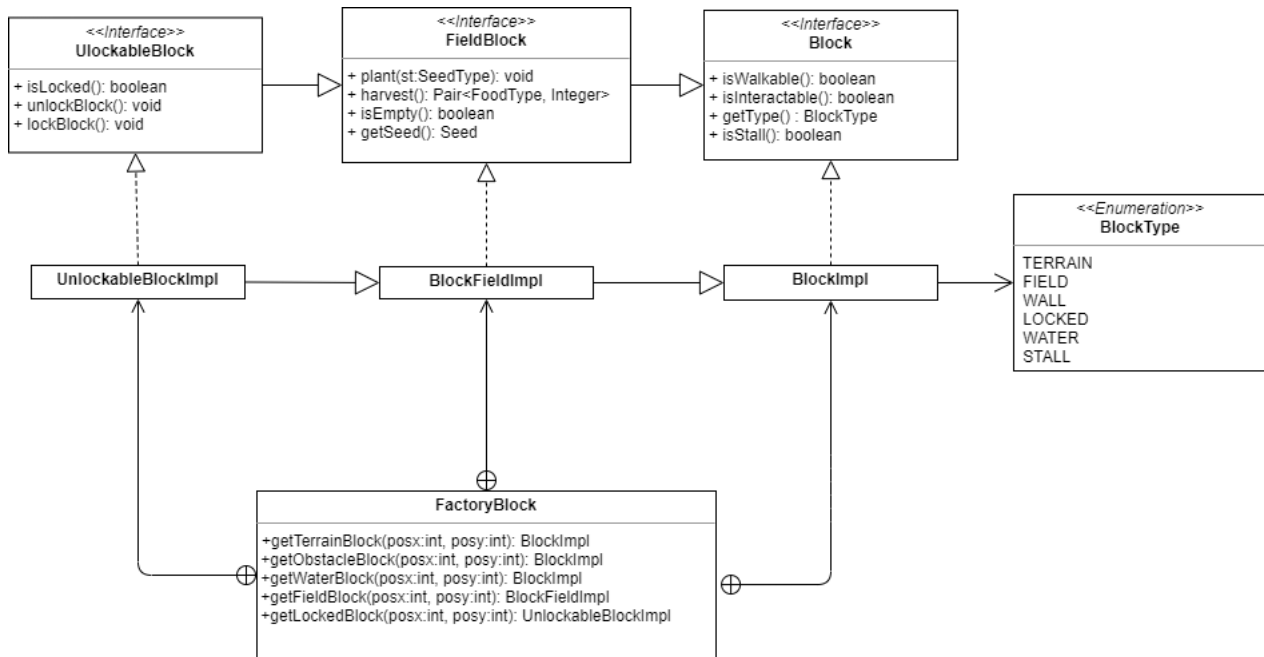 <<Interface>>
UlockableBlock
+ isLocked(): boolean
+ unlockBlock(): void
+ lockBlock(): void
<<Interface>>
FieldBlock
+ plant(st:SeedType): void
+ harvest(): Pair<FoodType, Integer>
+ isEmpty(): boolean
+ getSeed(): Seed
<<Interface>>
Block
+ isWalkable(): boolean
+ isInteractable(): boolean
+ getType() : BlockType
+ isStall(): boolean
<<Enumeration>>
BlockType
TERRAIN
FIELD
WALL
LOCKED
WATER
STALL
UnlockableBlockImpl
BlockFieldImpl
BlockImpl
FactoryBlock
+getTerrainBlock(posx:int, posy:int): BlockImpl
+getObstacleBlock(posx:int, posy:int): BlockImpl
+getWaterBlock(posx:int, posy:int): BlockImpl
+getFieldBlock(posx:int, posy:int): BlockFieldImpl
+getLockedBlock(posx:int, posy:int): UnlockableBlockImpl